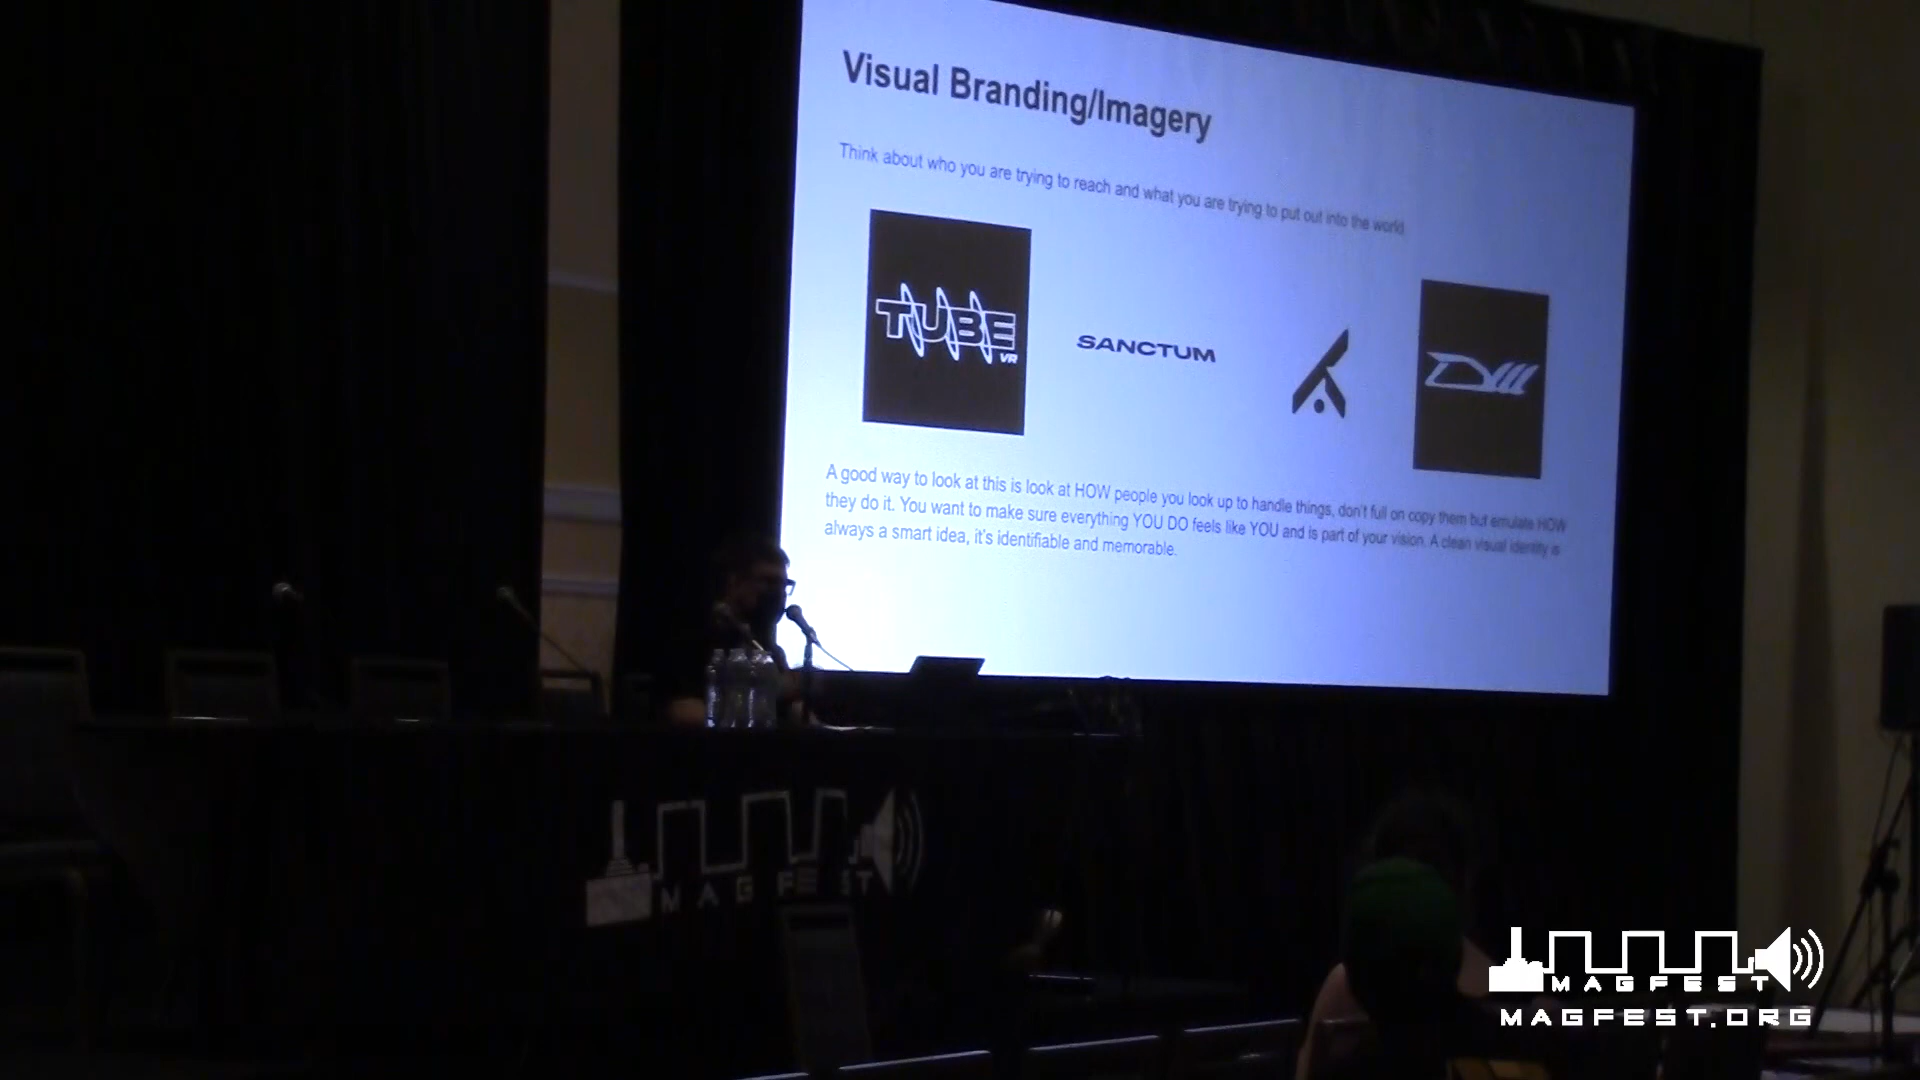 Visual Branding/Imagery
Think about who you are trying to reach and what you are trying to put out into the world
TUBE
VR
SANCTUM
A good way to look at this is look at HOW people you look up to handle things, don't full on copy them but emulate HOW
they do it. You want to make sure everything YOU DO feels like YOU and is part of your vision. A clean visual identity is
always a smart idea, it's identifiable and memorable.
MAGFEST
MAGFEST
MAGFEST.ORG